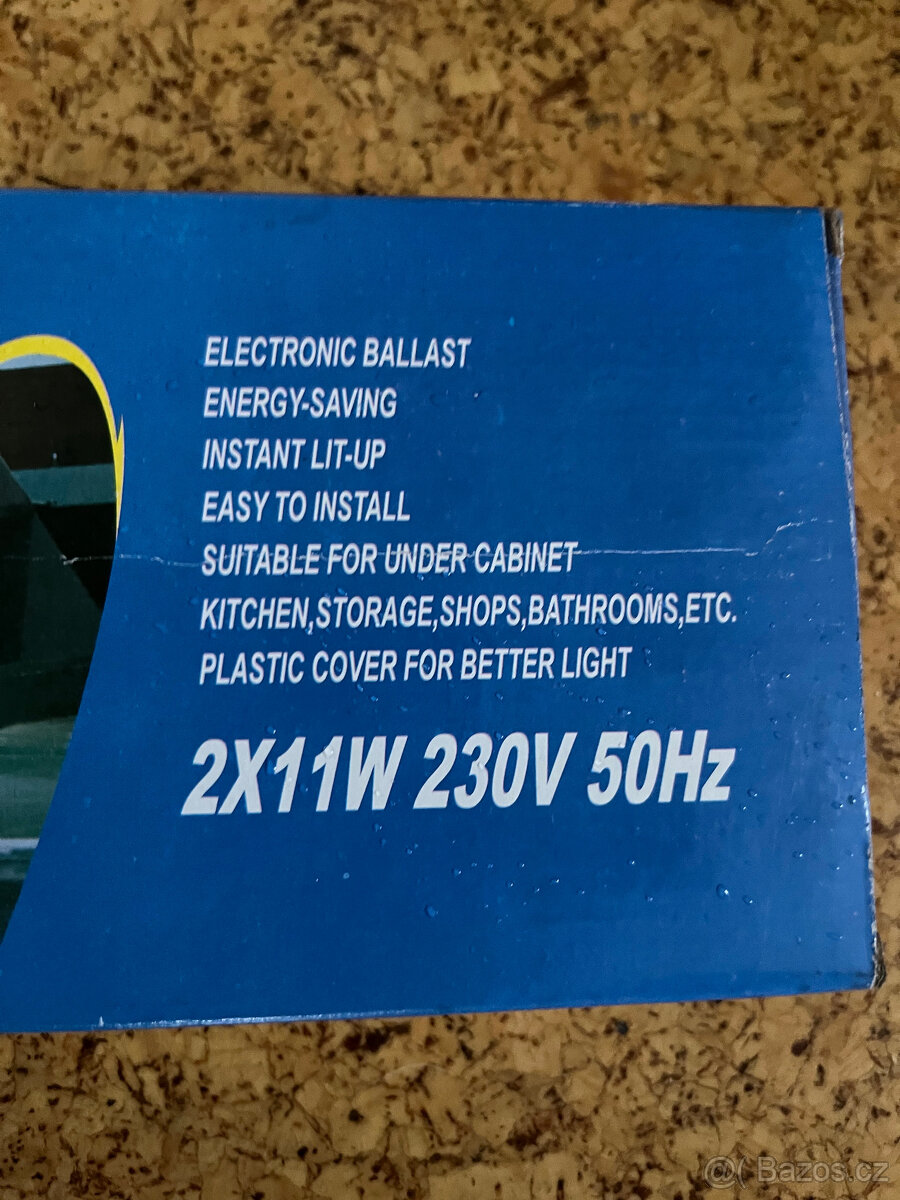 ELECTRONIC BALLAST
ENERGY-SAVING
INSTANT LIT-UP
EASY TO INSTALL
SUITABLE FOR UNDER CABINET
KITCHEN,STORAGE,SHOPS,BATHROOMS,ETC.
PLASTIC COVER FOR BETTER LIGHT
2X11W 230V 50Hz
@( Bazos.cz